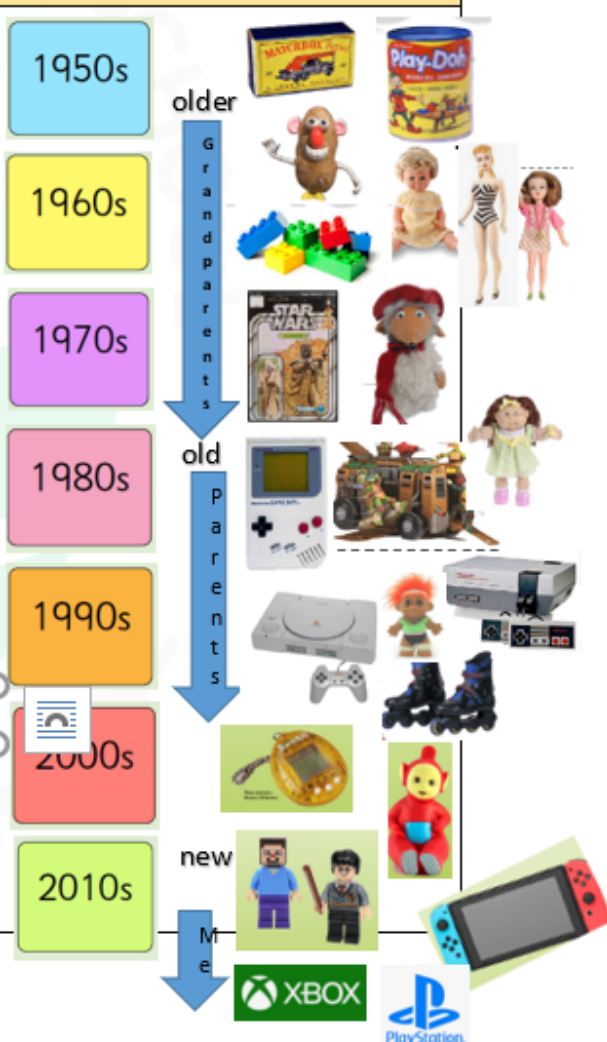 1950s
MATCHBOX Series
Play-Doh
older
Grandparents
1960s
1970s
STAR WARS
old
1980s
Parents
1990s
2000s
new
2010s
Me
XBOX
PlayStation